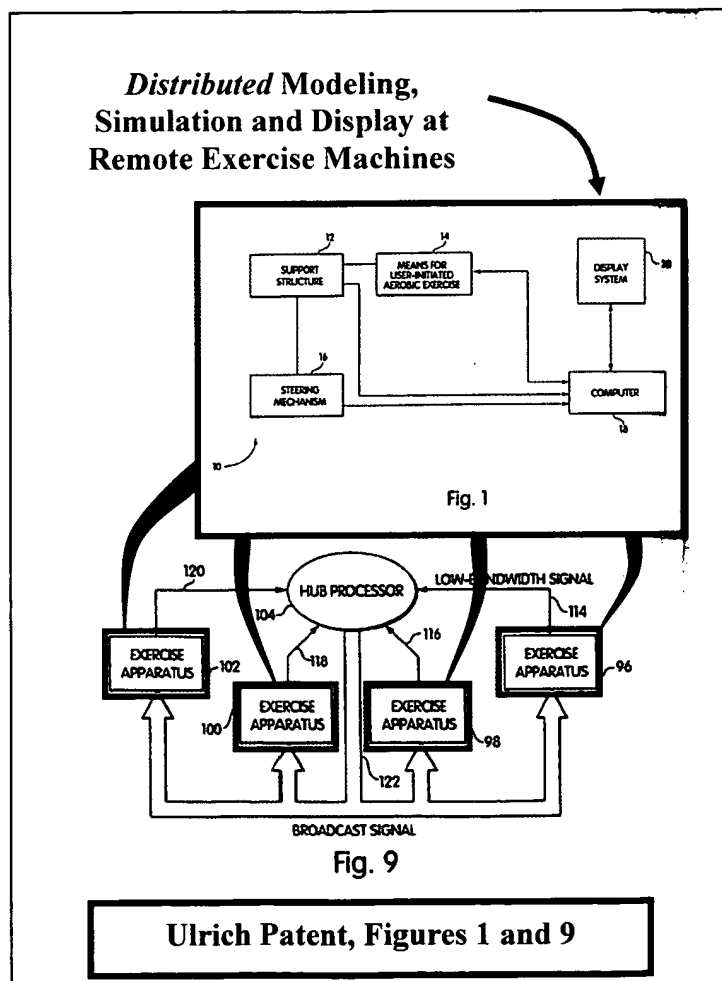 Distributed Modeling,
Simulation and Display at
Remote Exercise Machines
12
SUPPORT
STRUCTURE
14
MEANS FOR
USER-INITIATED
AEROBIC EXERCISE
DISPLAY
SYSTEM
16
STEERING
MECHANISM
COMPUTER
18
10
Fig. 1
120
HUB PROCESSOR
104
LOW-BANDWIDTH SIGNAL
114
116
118
EXERCISE
APPARATUS
102
EXERCISE
APPARATUS
100
EXERCISE
APPARATUS
98
EXERCISE
APPARATUS
96
122
BROADCAST SIGNAL
Fig. 9
Ulrich Patent, Figures 1 and 9